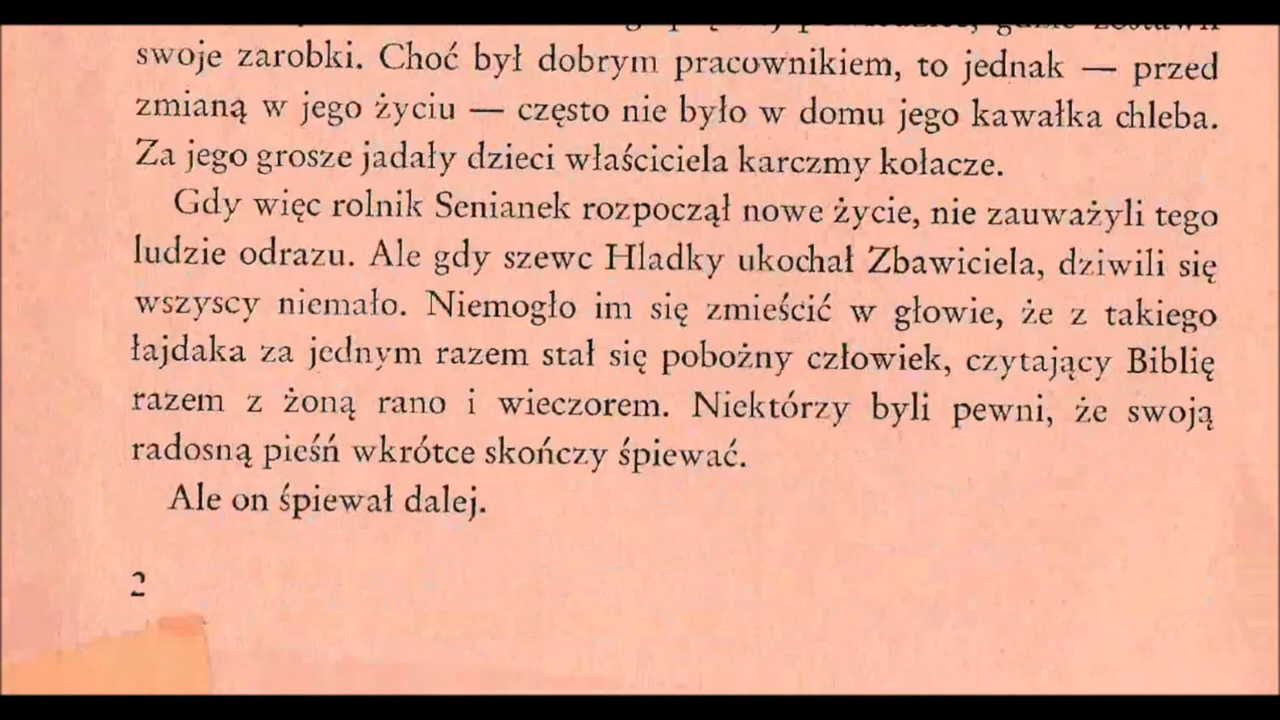 swoje zarobki. Choć był dobrym pracownikiem, to jednak — przed
zmianą w jego życiu — często nie było w domu jego kawałka chleba.
Za jego grosze jadały dzieci właściciela karczmy kołacze.
Gdy więc rolnik Senianek rozpoczął nowe życie, nie zauważyli tego
ludzie odrazu. Ale gdy szewc Hladky ukochał Zbawiciela, dziwili się
wszyscy niemało. Niemogło im się zmieścić w głowie, że z takiego
łajdaka za jednym razem stał się pobożny człowiek, czytający Biblię
razem z żoną rano i wieczorem. Niektórzy byli pewni, że swoją
radosną pieśń wkrótce skończy śpiewać.
Ale on śpiewał dalej.
2